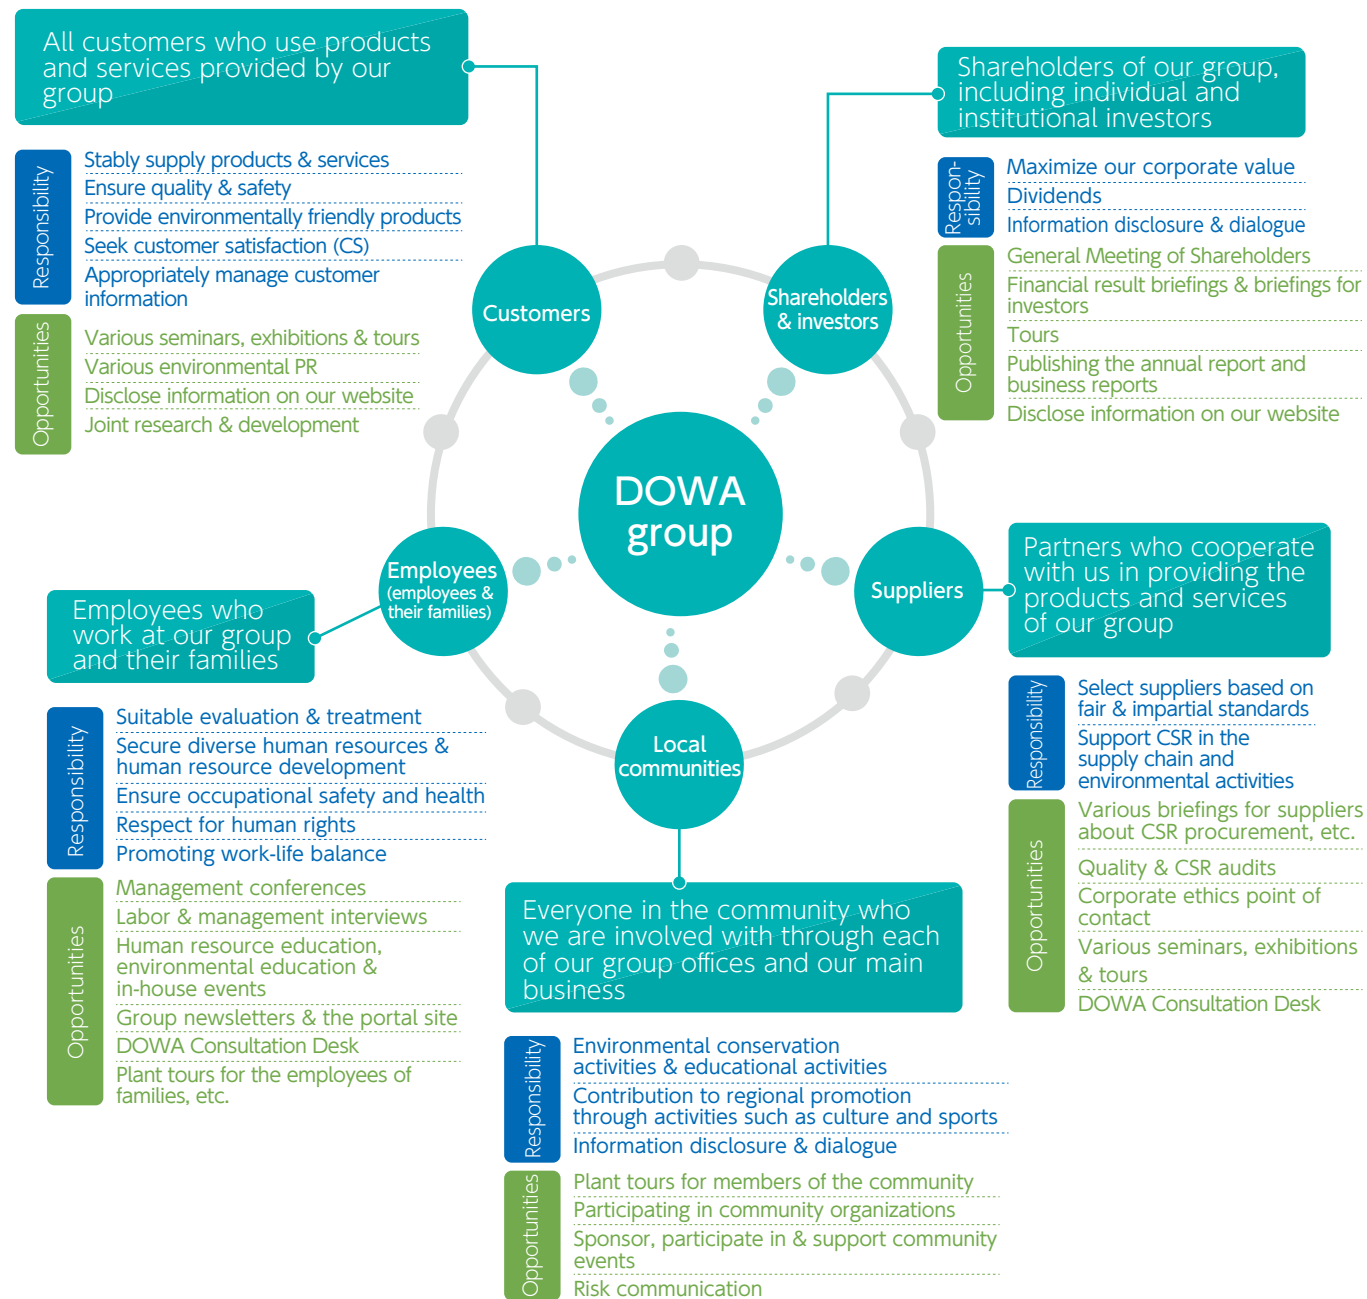 All customers who use products
and services provided by our
group
Responsibility
Stably supply products & services
Ensure quality & safety
Provide environmentally friendly products
Seek customer satisfaction (CS)
Appropriately manage customer
information
Opportunities
Various seminars, exhibitions & tours
Various environmental PR
Disclose information on our website
Joint research & development
Shareholders of our group,
including individual and
institutional investors
Respon-
sibility
Maximize our corporate value
Dividends
Information disclosure & dialogue
Opportunities
General Meeting of Shareholders
Financial result briefings & briefings for
investors
Tours
Publishing the annual report and
business reports
Disclose information on our website
Customers
Shareholders
& investors
DOWA
group
Employees
(employees &
their families)
Suppliers
Local
communities
Employees who
work at our group
and their families
Responsibility
Suitable evaluation & treatment
Secure diverse human resources &
human resource development
Ensure occupational safety and health
Respect for human rights
Promoting work-life balance
Opportunities
Management conferences
Labor & management interviews
Human resource education,
environmental education &
in-house events
Group newsletters & the portal site
DOWA Consultation Desk
Plant tours for the employees of
families, etc.
Partners who cooperate
with us in providing the
products and services
of our group
Responsibility
Select suppliers based on
fair & impartial standards
Support CSR in the
supply chain and
environmental activities
Opportunities
Various briefings for suppliers
about CSR procurement, etc.
Quality & CSR audits
Corporate ethics point of
contact
Various seminars, exhibitions
& tours
DOWA Consultation Desk
Everyone in the community who
we are involved with through each
of our group offices and our main
business
Responsibility
Environmental conservation
activities & educational activities
Contribution to regional promotion
through activities such as culture and sports
Information disclosure & dialogue
Opportunities
Plant tours for members of the community
Participating in community organizations
Sponsor, participate in & support community
events
Risk communication